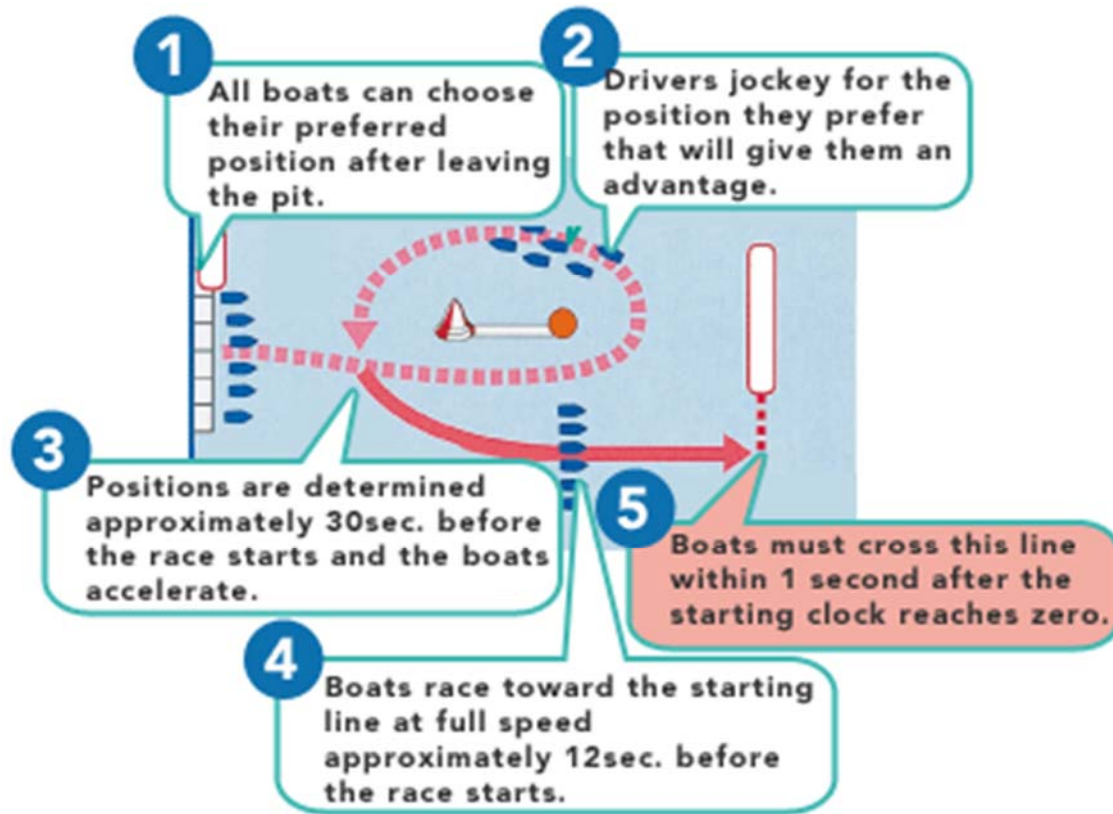 1
All boats can choose
their preferred
position after leaving
the pit.
2
Drivers jockey for the
position they prefer
that will give them an
advantage.
3
Positions are determined
approximately 30sec. before
the race starts and the boats
accelerate.
4
Boats race toward the starting
line at full speed
approximately 12sec. before
the race starts.
5
Boats must cross this line
within 1 second after the
starting clock reaches zero.